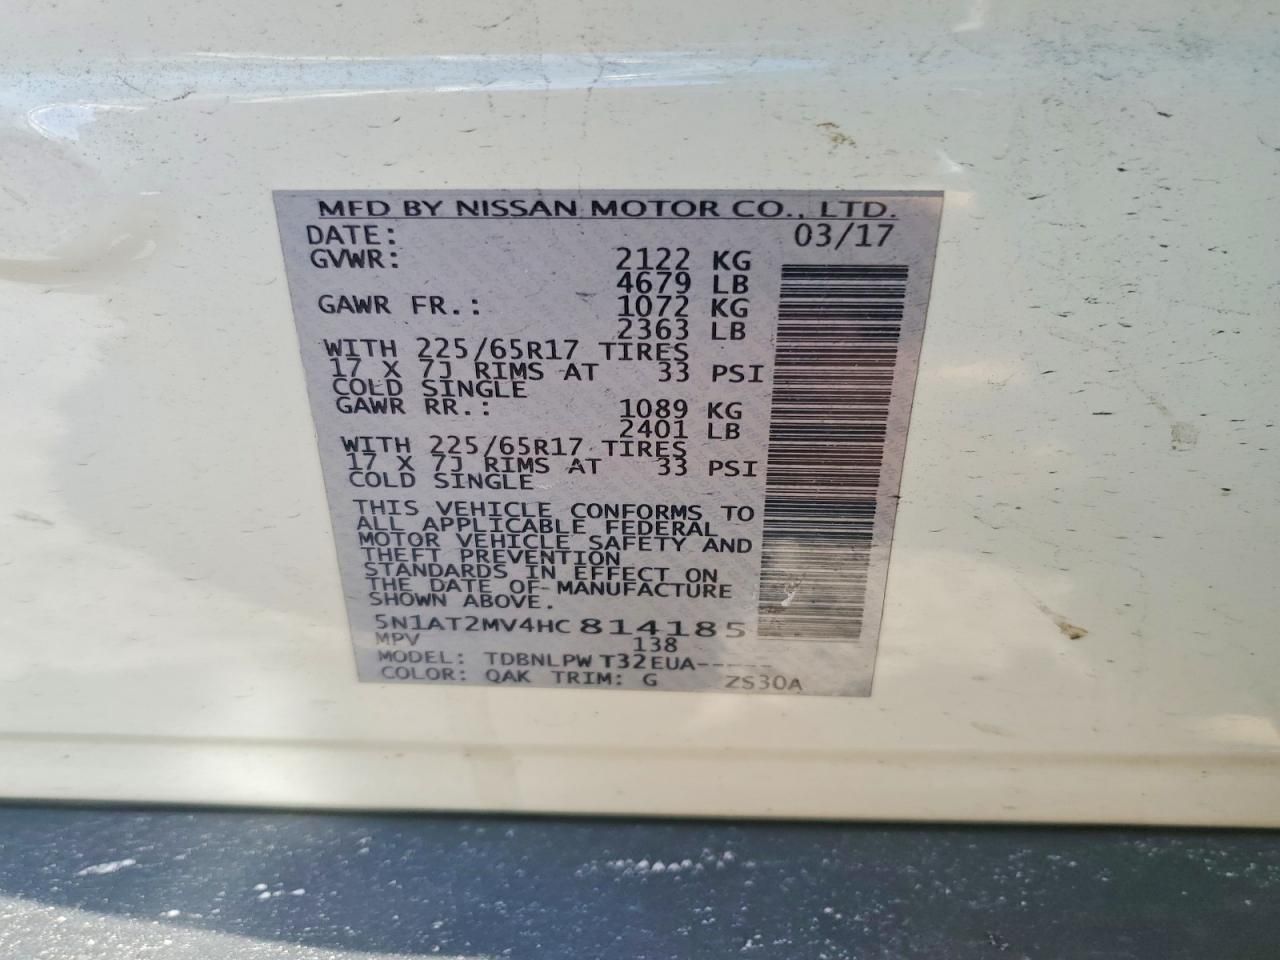 MFD BY NISSAN MOTOR CO., LTD.
DATE: 03/17
GVWR: 2122 KG
4679 LB
GAWR FR.: 1072 KG
2363 LB
WITH 225/65R17 TIRES
17 X 7J RIMS AT 33 PSI
COLD SINGLE
GAWR RR.: 1089 KG
2401 LB
WITH 225/65R17 TIRES
17 X 7J RIMS AT 33 PSI
COLD SINGLE
THIS VEHICLE CONFORMS TO
ALL APPLICABLE FEDERAL
MOTOR VEHICLE SAFETY AND
THEFT PREVENTION
STANDARDS IN EFFECT ON
THE DATE OF MANUFACTURE
SHOWN ABOVE.
5N1AT2MV4HC814185
MPV 138
MODEL: TDBNLPW T32EUA-----
COLOR: QAK TRIM: G ZS30A